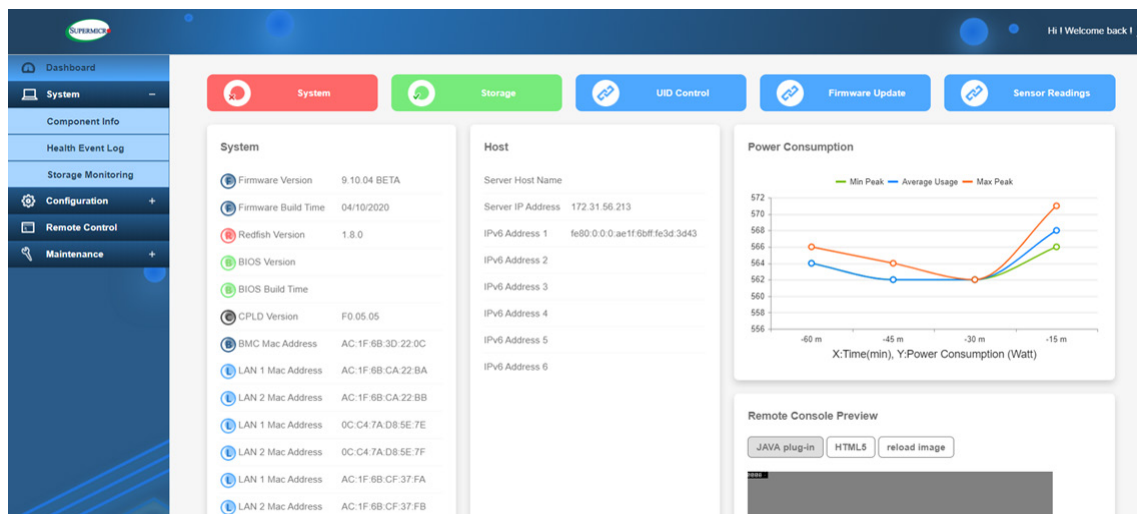 SUPERMICR
Hi ! Welcome back !
Dashboard
System −
Component Info
Health Event Log
Storage Monitoring
Configuration +
Remote Control
Maintenance +
System
Storage
UID Control
Firmware Update
Sensor Readings
System
Firmware Version 9.10.04 BETA
Firmware Build Time 04/10/2020
Redfish Version 1.8.0
BIOS Version
BIOS Build Time
CPLD Version F0.05.05
BMC Mac Address AC:1F:6B:3D:22:0C
LAN 1 Mac Address AC:1F:6B:CA:22:BA
LAN 2 Mac Address AC:1F:6B:CA:22:BB
LAN 1 Mac Address 0C:C4:7A:D8:5E:7E
LAN 2 Mac Address 0C:C4:7A:D8:5E:7F
LAN 1 Mac Address AC:1F:6B:CF:37:FA
LAN 2 Mac Address AC:1F:6B:CF:37:FB
Host
Server Host Name
Server IP Address 172.31.56.213
IPv6 Address 1 fe80:0:0:0:ae1f:6bff:fe3d:3d43
IPv6 Address 2
IPv6 Address 3
IPv6 Address 4
IPv6 Address 5
IPv6 Address 6
Power Consumption
Min Peak Average Usage Max Peak
572
570
568
566
564
562
560
558
556
-60 m -45 m -30 m -15 m
X:Time(min), Y:Power Consumption (Watt)
Remote Console Preview
JAVA plug-in HTML5 reload image